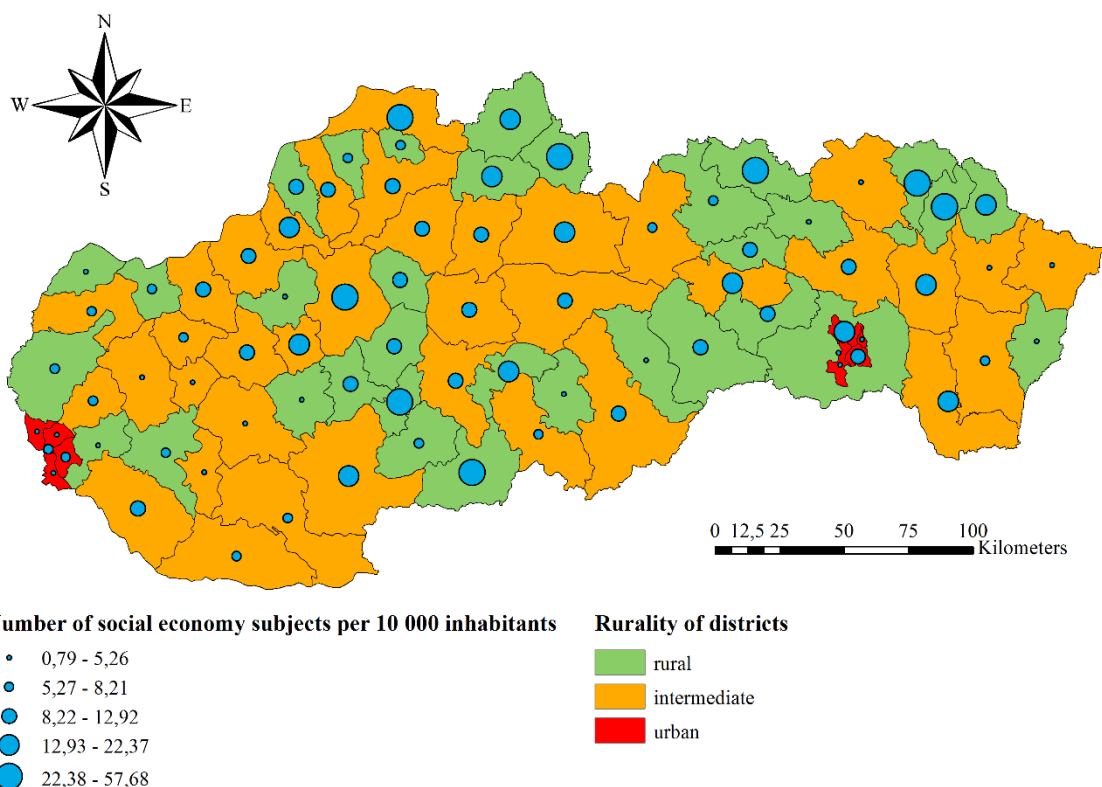 N
W E
S
0 12,5 25 50 75 100
Kilometers
umber of social economy subjects per 10 000 inhabitants
0,79 - 5,26
5,27 - 8,21
8,22 - 12,92
12,93 - 22,37
22,38 - 57,68
Rurality of districts
rural
intermediate
urban